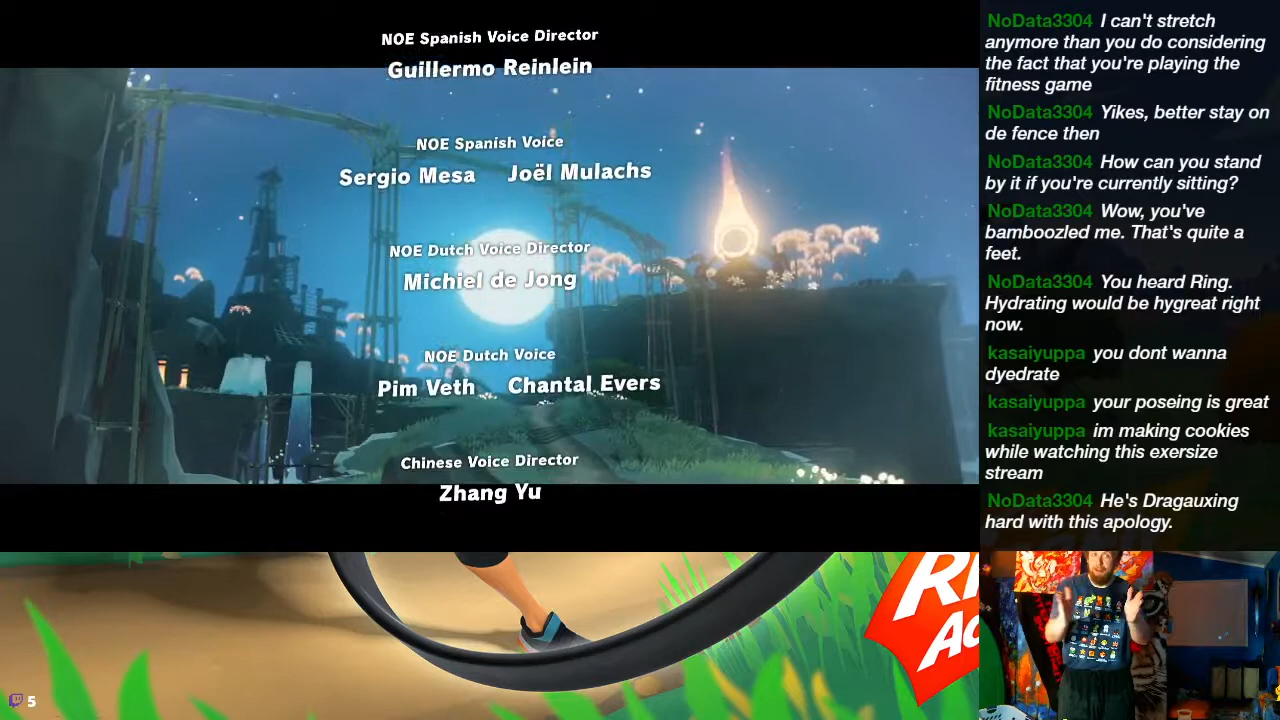 NOE Spanish Voice Director
Guillermo Reinlein
NOE Spanish Voice
Sergio Mesa Joël Mulachs
NOE Dutch Voice Director
Michiel de Jong
NOE Dutch Voice
Pim Veth Chantal Evers
Chinese Voice Director
Zhang Yu
NoData3304 I can't stretch
anymore than you do considering
the fact that you're playing the
fitness game
NoData3304 Yikes, better stay on
de fence then
NoData3304 How can you stand
by it if you're currently sitting?
NoData3304 Wow, you've
bamboozled me. That's quite a
feet.
NoData3304 You heard Ring.
Hydrating would be hygreat right
now.
kasaiyuppa you dont wanna
dyedrate
kasaiyuppa your poseing is great
kasaiyuppa im making cookies
while watching this exersize
stream
NoData3304 He's Dragauxing
hard with this apology.
5